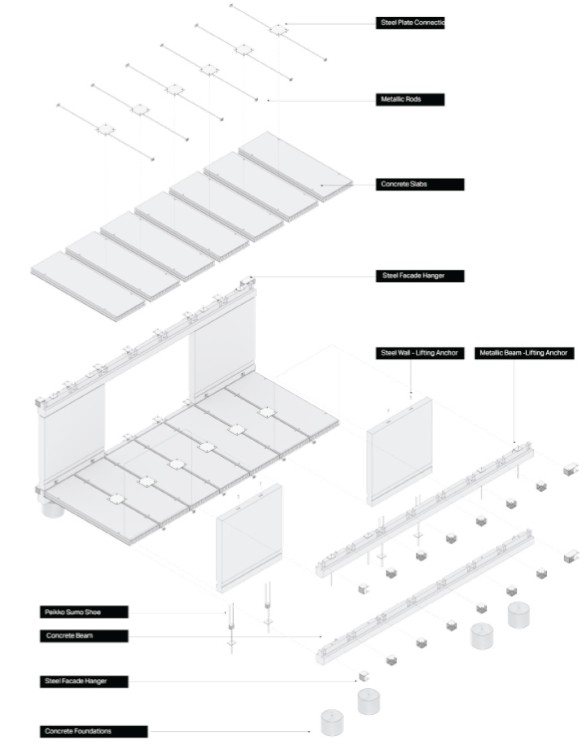 Steel Plate Connectio
Metallic Rods
Concrete Slabs
Steel Facade Hanger
Steel Wall - Lifting Anchor
Metallic Beam -Lifting Anchor
Peikko Sumo Shoe
Concrete Beam
Steel Facade Hanger
Concrete Foundations